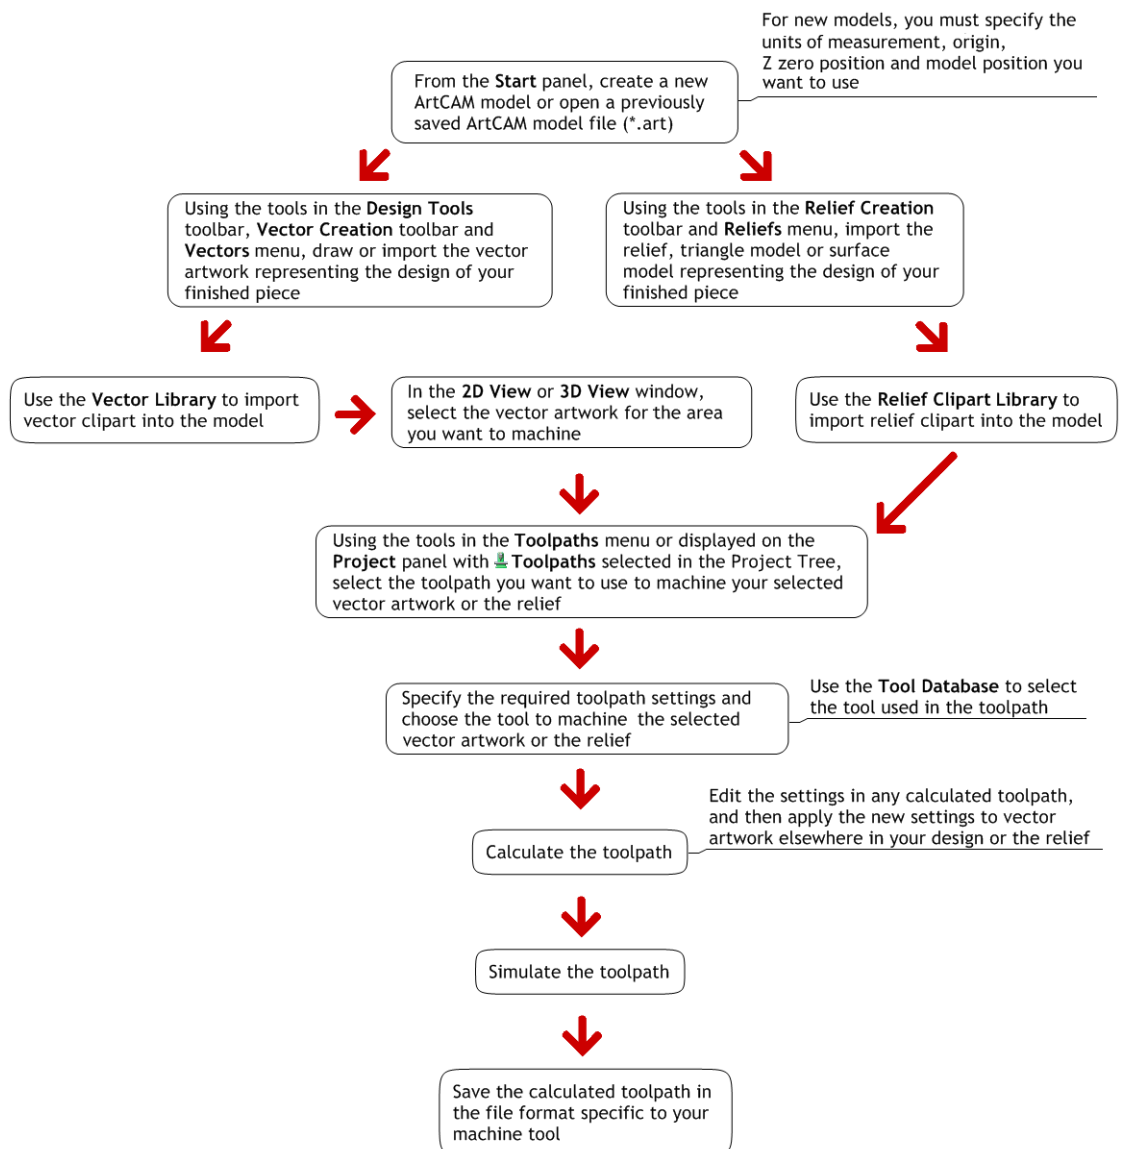 For new models, you must specify the
units of measurement, origin,
Z zero position and model position you
want to use
From the Start panel, create a new
ArtCAM model or open a previously
saved ArtCAM model file (*.art)
Using the tools in the Design Tools
toolbar, Vector Creation toolbar and
Vectors menu, draw or import the vector
artwork representing the design of your
finished piece
Using the tools in the Relief Creation
toolbar and Reliefs menu, import the
relief, triangle model or surface
model representing the design of your
finished piece
Use the Vector Library to import
vector clipart into the model
In the 2D View or 3D View window,
select the vector artwork for the area
you want to machine
Use the Relief Clipart Library to
import relief clipart into the model
Using the tools in the Toolpaths menu or displayed on the
Project panel with Toolpaths selected in the Project Tree,
select the toolpath you want to use to machine your selected
vector artwork or the relief
Specify the required toolpath settings and
choose the tool to machine the selected
vector artwork or the relief
Use the Tool Database to select
the tool used in the toolpath
Edit the settings in any calculated toolpath,
and then apply the new settings to vector
artwork elsewhere in your design or the relief
Calculate the toolpath
Simulate the toolpath
Save the calculated toolpath in
the file format specific to your
machine tool